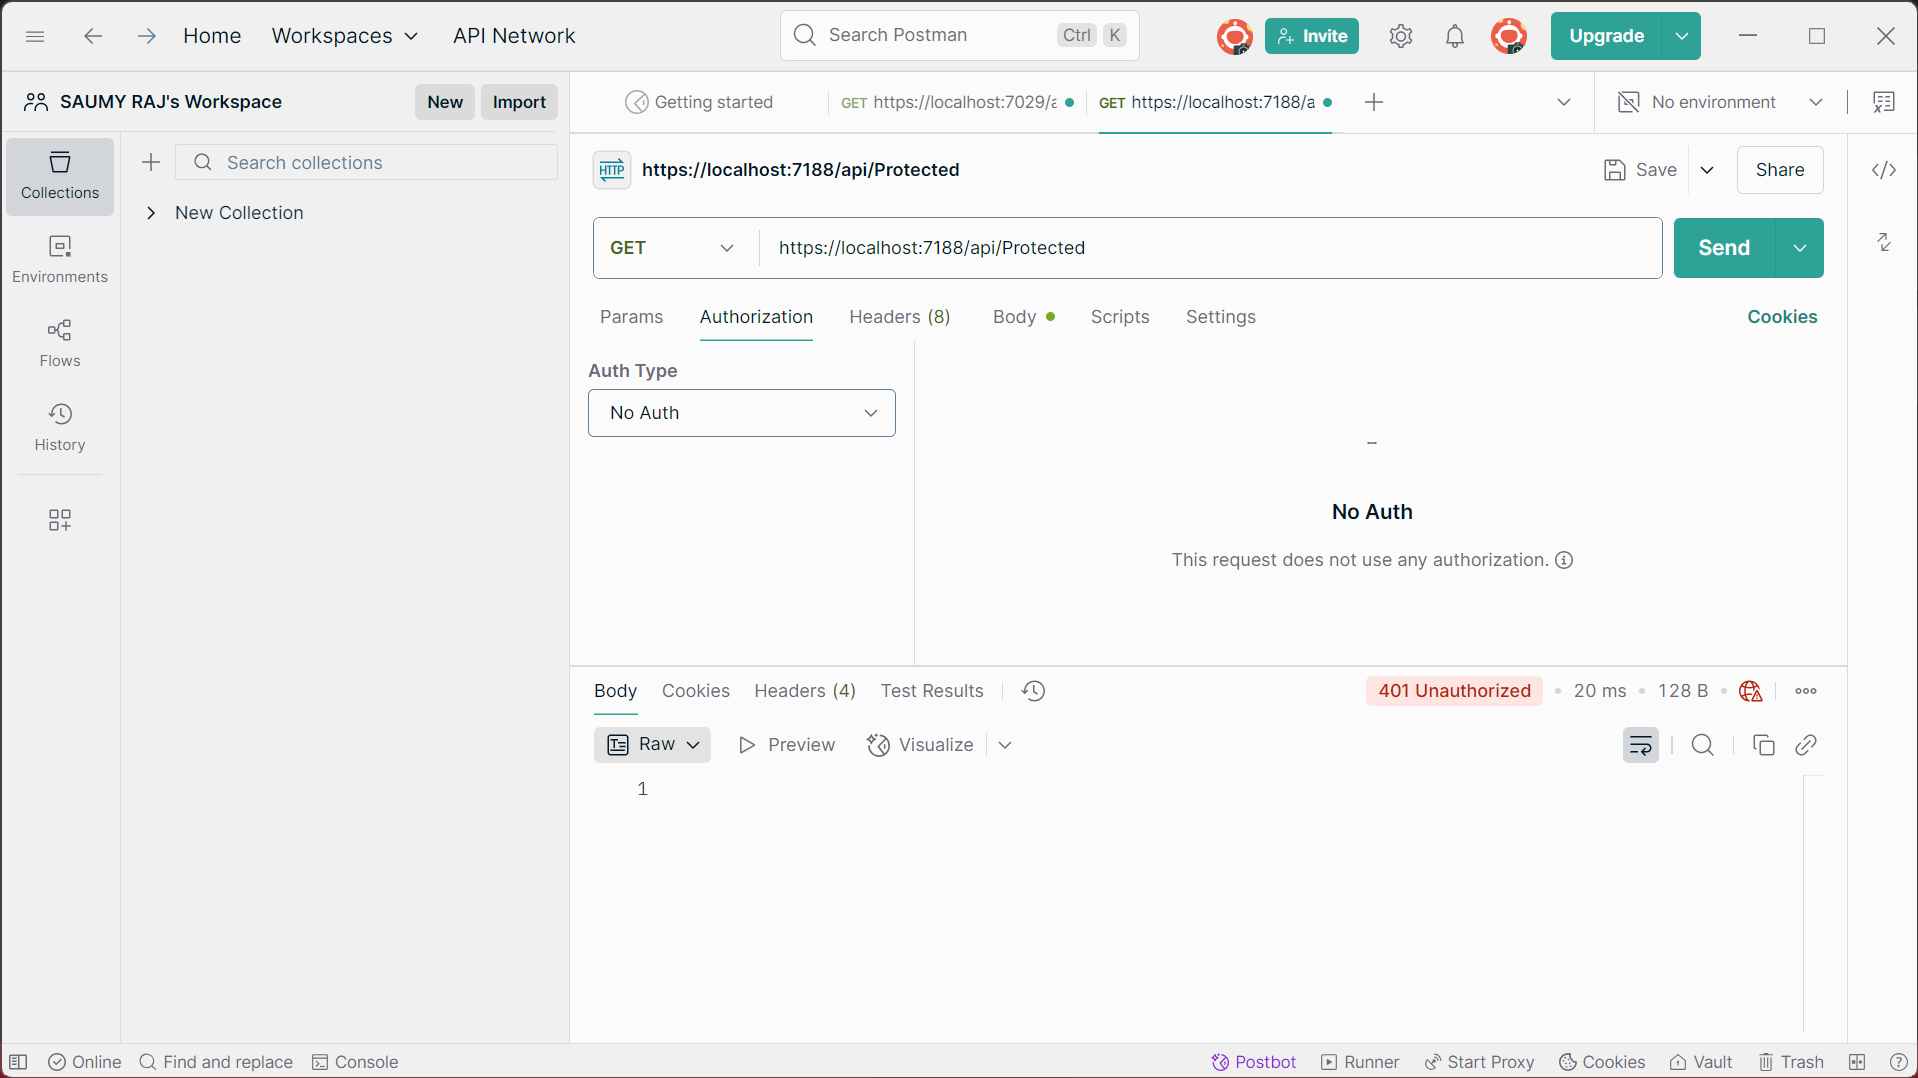 Home Workspaces API Network Search Postman Ctrl K Invite Upgrade
SAUMY RAJ's Workspace New Import Getting started GET https://localhost:7029/a GET https://localhost:7188/a No environment
Collections
Search collections
New Collection
Environments
Flows
History
HTTP https://localhost:7188/api/Protected Save Share
GET https://localhost:7188/api/Protected Send
Params Authorization Headers (8) Body Scripts Settings Cookies
Auth Type
No Auth
No Auth
This request does not use any authorization.
Body Cookies Headers (4) Test Results 401 Unauthorized 20 ms 128 B
Raw Preview Visualize
1
Online Find and replace Console Postbot Runner Start Proxy Cookies Vault Trash